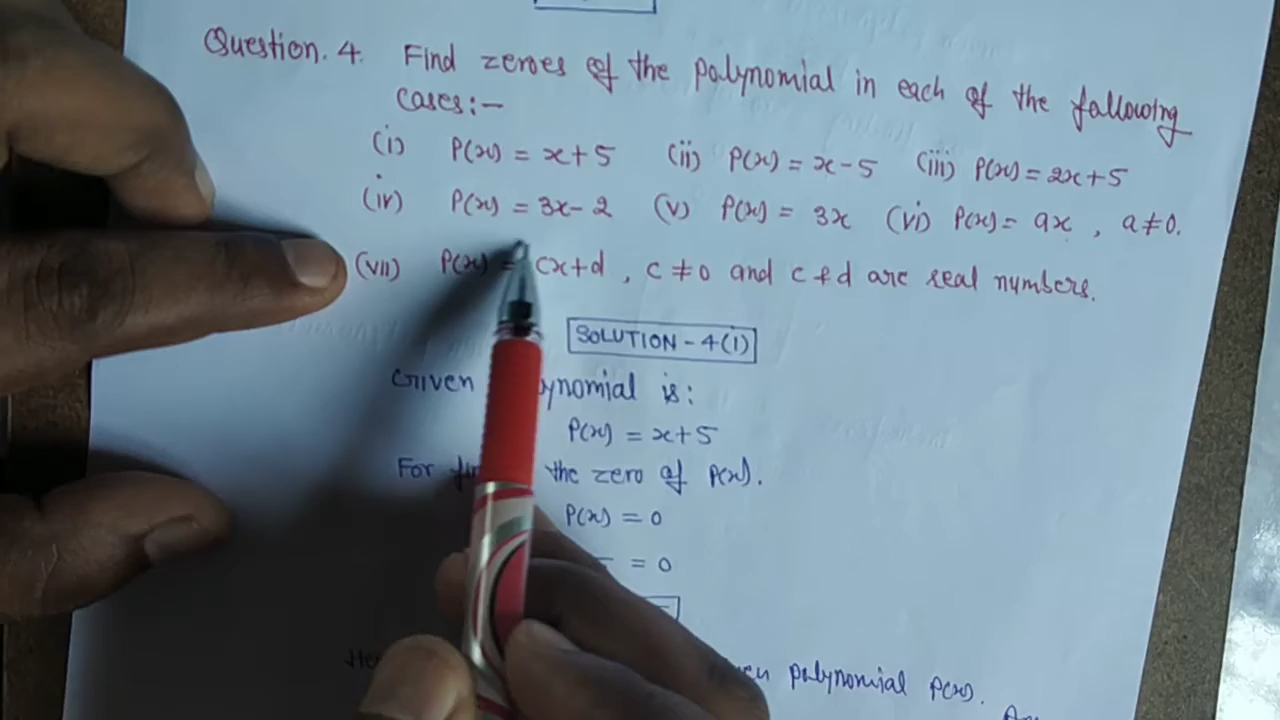 Question. 4. Find zeroes of the polynomial in each of the following
Cases:-
(i) P(x) = x+5 (ii) P(x) = x-5 (iii) P(x) = 2x+5
(iv) P(x) = 3x-2 (v) P(x) = 3x (vi) P(x) = ax, a≠0.
(vii) P(x) = cx+d, c≠0 and c & d are real numbers.
SOLUTION-4(i)
Given ynomial is:
P(x) = x+5
For the zero of P(x).
P(x) = 0
= 0
polynomial P(x).